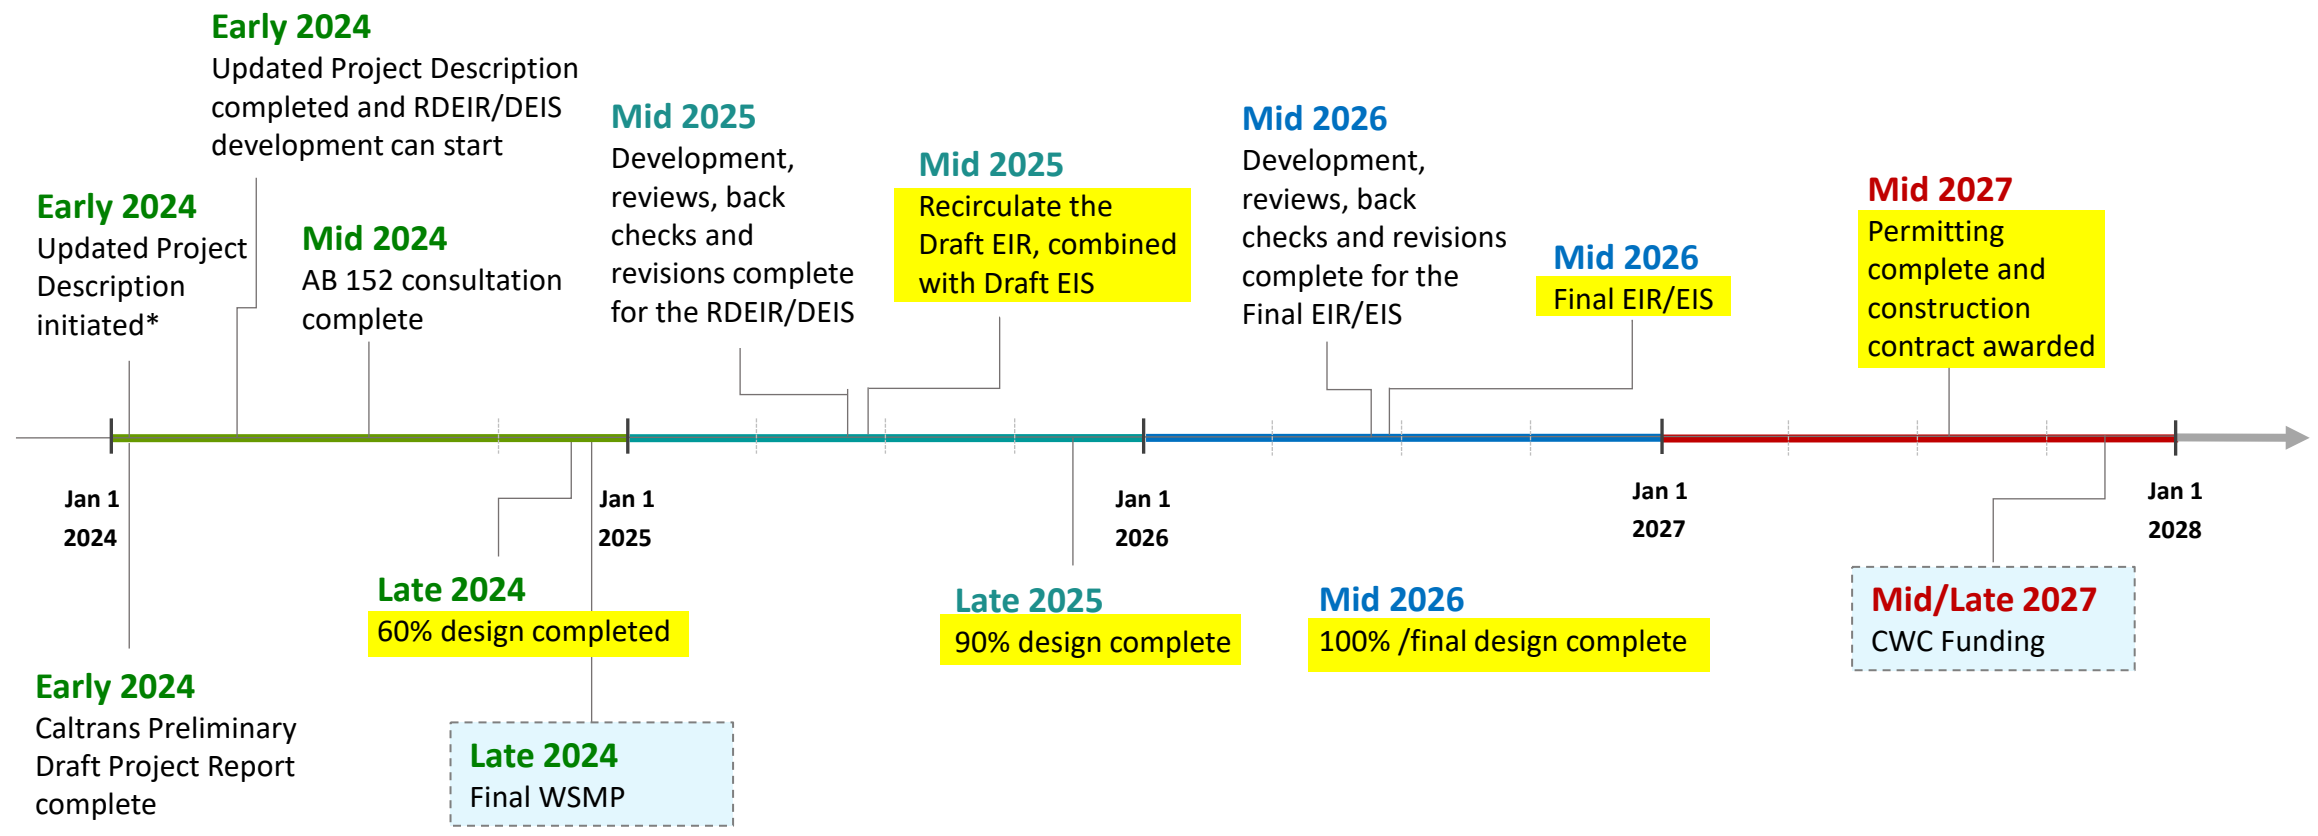 Early 2024
Updated Project Description
completed and RDEIR/DEIS
development can start
Early 2024
Updated Project
Description
initiated*
Mid 2024
AB 152 consultation
complete
Mid 2025
Development,
reviews, back
checks and
revisions complete
for the RDEIR/DEIS
Mid 2025
Recirculate the
Draft EIR, combined
with Draft EIS
Mid 2026
Development,
reviews, back
checks and revisions
complete for the
Final EIR/EIS
Mid 2026
Final EIR/EIS
Mid 2027
Permitting
complete and
construction
contract awarded
Jan 1
2024
Jan 1
2025
Jan 1
2026
Jan 1
2027
Jan 1
2028
Early 2024
Caltrans Preliminary
Draft Project Report
complete
Late 2024
60% design completed
Late 2024
Final WSMP
Late 2025
90% design complete
Mid 2026
100% /final design complete
Mid/Late 2027
CWC Funding